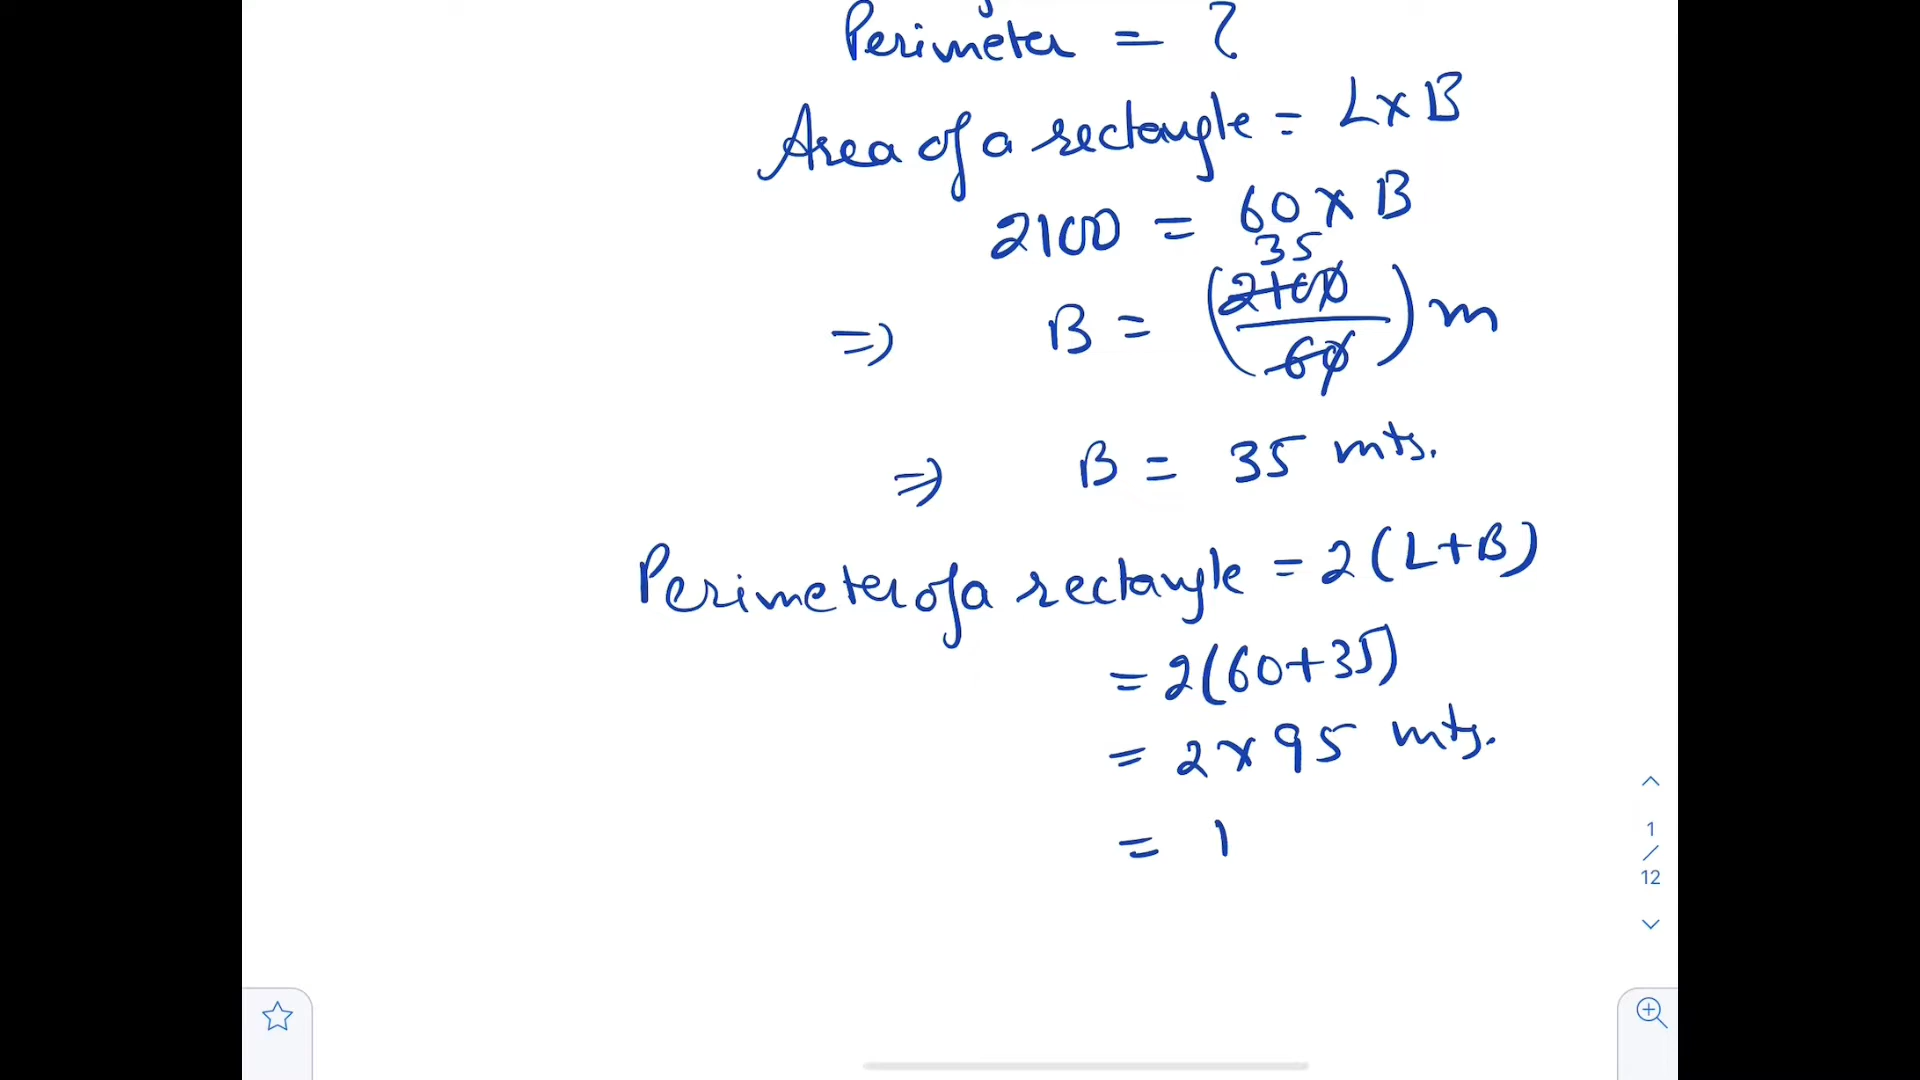 Perimeter = ?
Area of a rectangle = L x B
2100 = 60 x B
35
=> B = (2100/60) m
=> B = 35 mts.
Perimeter of a rectangle = 2 (L+B)
= 2(60+35)
= 2 x 95 mts.
= 1
1
/
12